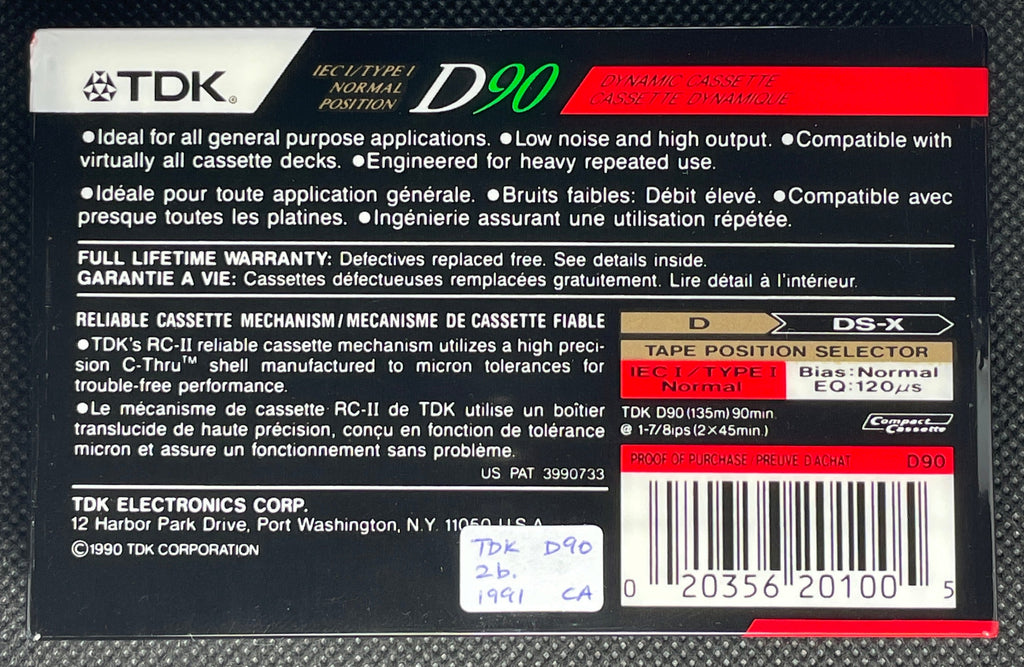 TDK®
IEC I/TYPE I
NORMAL
POSITION
D90
DYNAMIC CASSETTE
CASSETTE DYNAMIQUE
●Ideal for all general purpose applications. ●Low noise and high output. ●Compatible with
virtually all cassette decks. ●Engineered for heavy repeated use.
●Idéale pour toute application générale. ●Bruits faibles: Débit élevé. ●Compatible avec
presque toutes les platines. ●Ingénierie assurant une utilisation répétée.
FULL LIFETIME WARRANTY: Defectives replaced free. See details inside.
GARANTIE A VIE: Cassettes défectueuses remplacées gratuitement. Lire détail à l'intérieur.
RELIABLE CASSETTE MECHANISM/MECANISME DE CASSETTE FIABLE
●TDK's RC-II reliable cassette mechanism utilizes a high preci-
sion C-Thru™ shell manufactured to micron tolerances for
trouble-free performance.
●Le mécanisme de cassette RC-II de TDK utilise un boîtier
translucide de haute précision, conçu en fonction de tolérance
micron et assure un fonctionnement sans problème.
US PAT 3990733
TDK ELECTRONICS CORP.
12 Harbor Park Drive, Port Washington, N.Y. 11050 U.S.A.
©1990 TDK CORPORATION
TDK D90
2b.
1991 CA
D DS-X
TAPE POSITION SELECTOR
IEC I/TYPE I
Normal
Bias:Normal
EQ:120μs
TDK D90 (135m) 90min.
@ 1-7/8ips (2×45min.)
Compact
Cassette
PROOF OF PURCHASE/PREUVE D'ACHAT D90
0 20356 20100 5